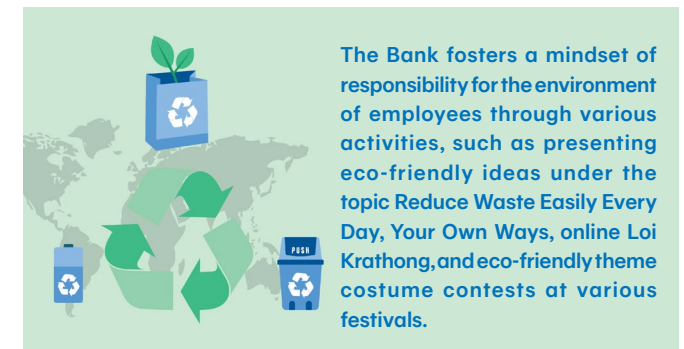 The Bank fosters a mindset of
responsibility for the environment
of employees through various
activities, such as presenting
eco-friendly ideas under the
topic Reduce Waste Easily Every
Day, Your Own Ways, online Loi
Krathong, and eco-friendly theme
costume contests at various
festivals.
PUSH